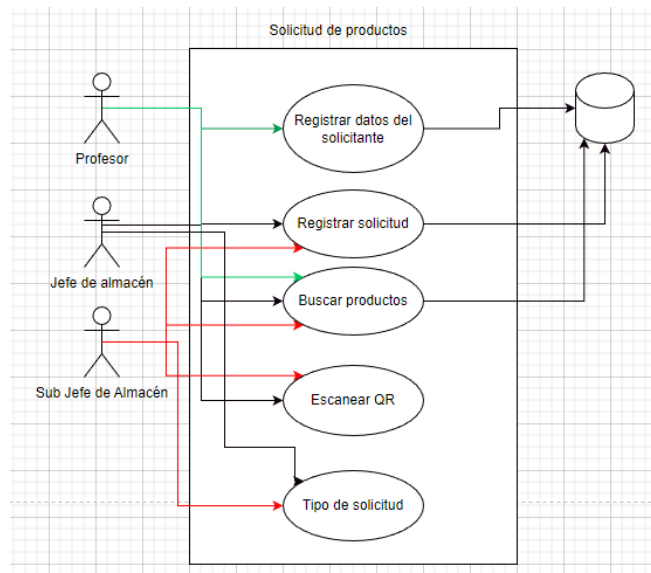 Solicitud de productos
Profesor
Jefe de almacén
Sub Jefe de Almacén
Registrar datos del
solicitante
Registrar solicitud
Buscar productos
Escanear QR
Tipo de solicitud